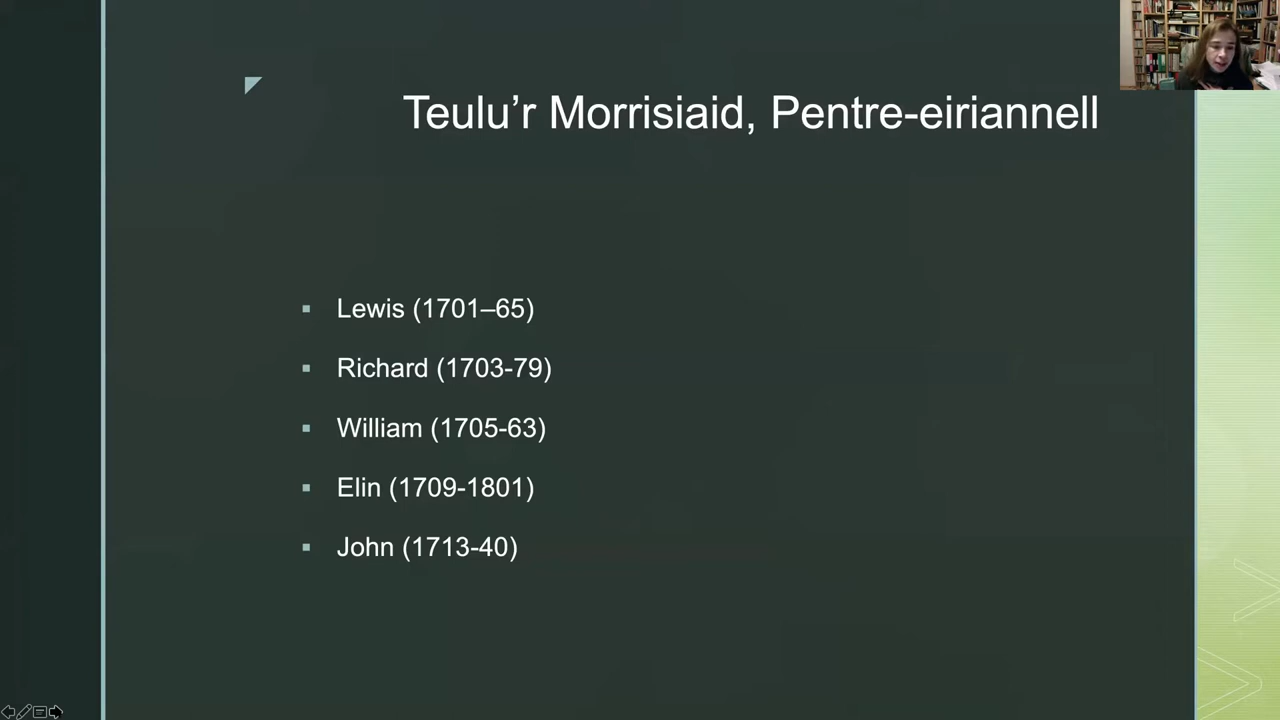 Teulu’r Morrisiaid, Pentre-eiriannell
Lewis (1701–65)
Richard (1703-79)
William (1705-63)
Elin (1709-1801)
John (1713-40)